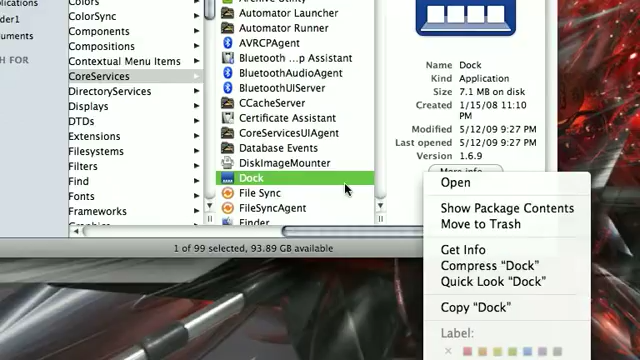 Colors
plications
ColorSync
der1
Components
uments
Compositions
Contextual Menu Items
H FOR
CoreServices
DirectoryServices
Displays
DTDs
Extensions
Filesystems
Filters
Find
Fonts
Frameworks
Graphics
Archive Utility
Automator Launcher
Automator Runner
AVRCPAgent
Bluetooth ...p Assistant
BluetoothAudioAgent
BluetoothUIServer
CCacheServer
Certificate Assistant
CoreServicesUIAgent
Database Events
DiskImageMounter
Dock
File Sync
FileSyncAgent
Finder
Name Dock
Kind Application
Size 7.1 MB on disk
Created 1/15/08 11:10
PM
Modified 5/12/09 9:27 PM
Last opened 5/12/09 9:27 PM
Version 1.6.9
More info...
1 of 99 selected, 93.89 GB available
Open
Show Package Contents
Move to Trash
Get Info
Compress “Dock”
Quick Look “Dock”
Copy “Dock”
Label: